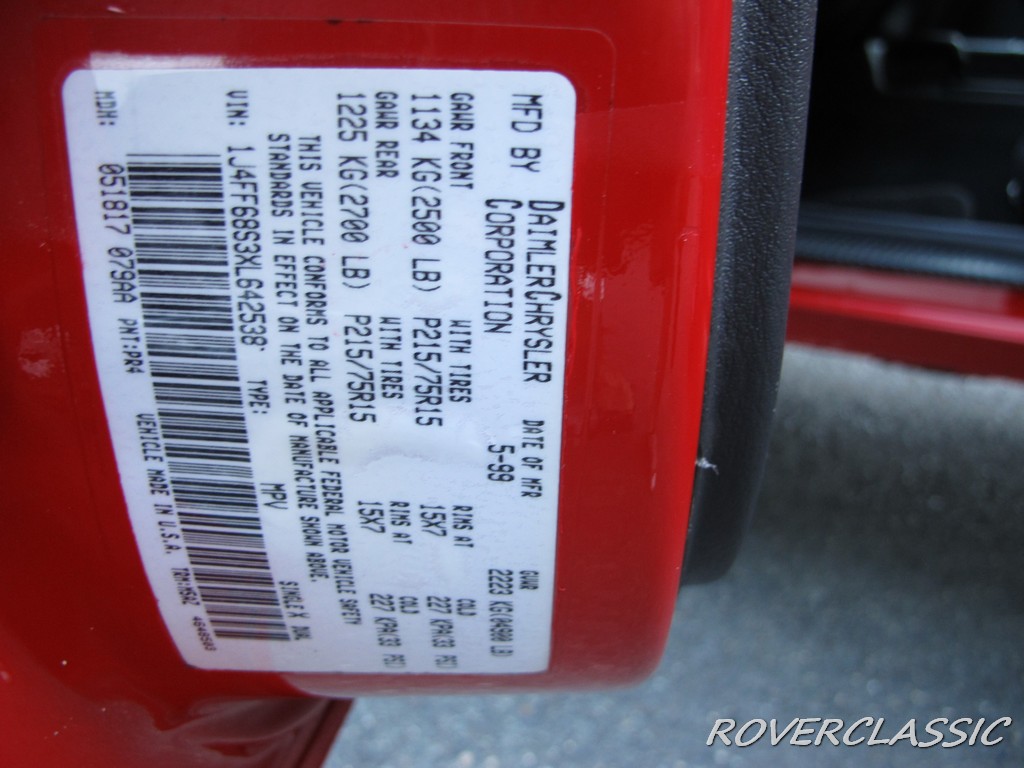 MFD BY DAIMLERCHRYSLER CORPORATION
DATE OF MFR 5-99
GVWR 2223 KG(04900 LB)
GAWR FRONT WITH TIRES RIMS AT COLD
1134 KG(2500 LB) P215/75R15 15X7 227 KPA(33 PSI)
GAWR REAR WITH TIRES RIMS AT COLD
1225 KG(2700 LB) P215/75R15 15X7 227 KPA(33 PSI)
THIS VEHICLE CONFORMS TO ALL APPLICABLE FEDERAL MOTOR VEHICLE SAFETY
STANDARDS IN EFFECT ON THE DATE OF MANUFACTURE SHOWN ABOVE.
VIN: 1J4FF68S3XL642538 TYPE: MPV SINGLE X
MDH: 051817 079AA PNT:PR4 VEHICLE MADE IN U.S.A.
ROVERCLASSIC